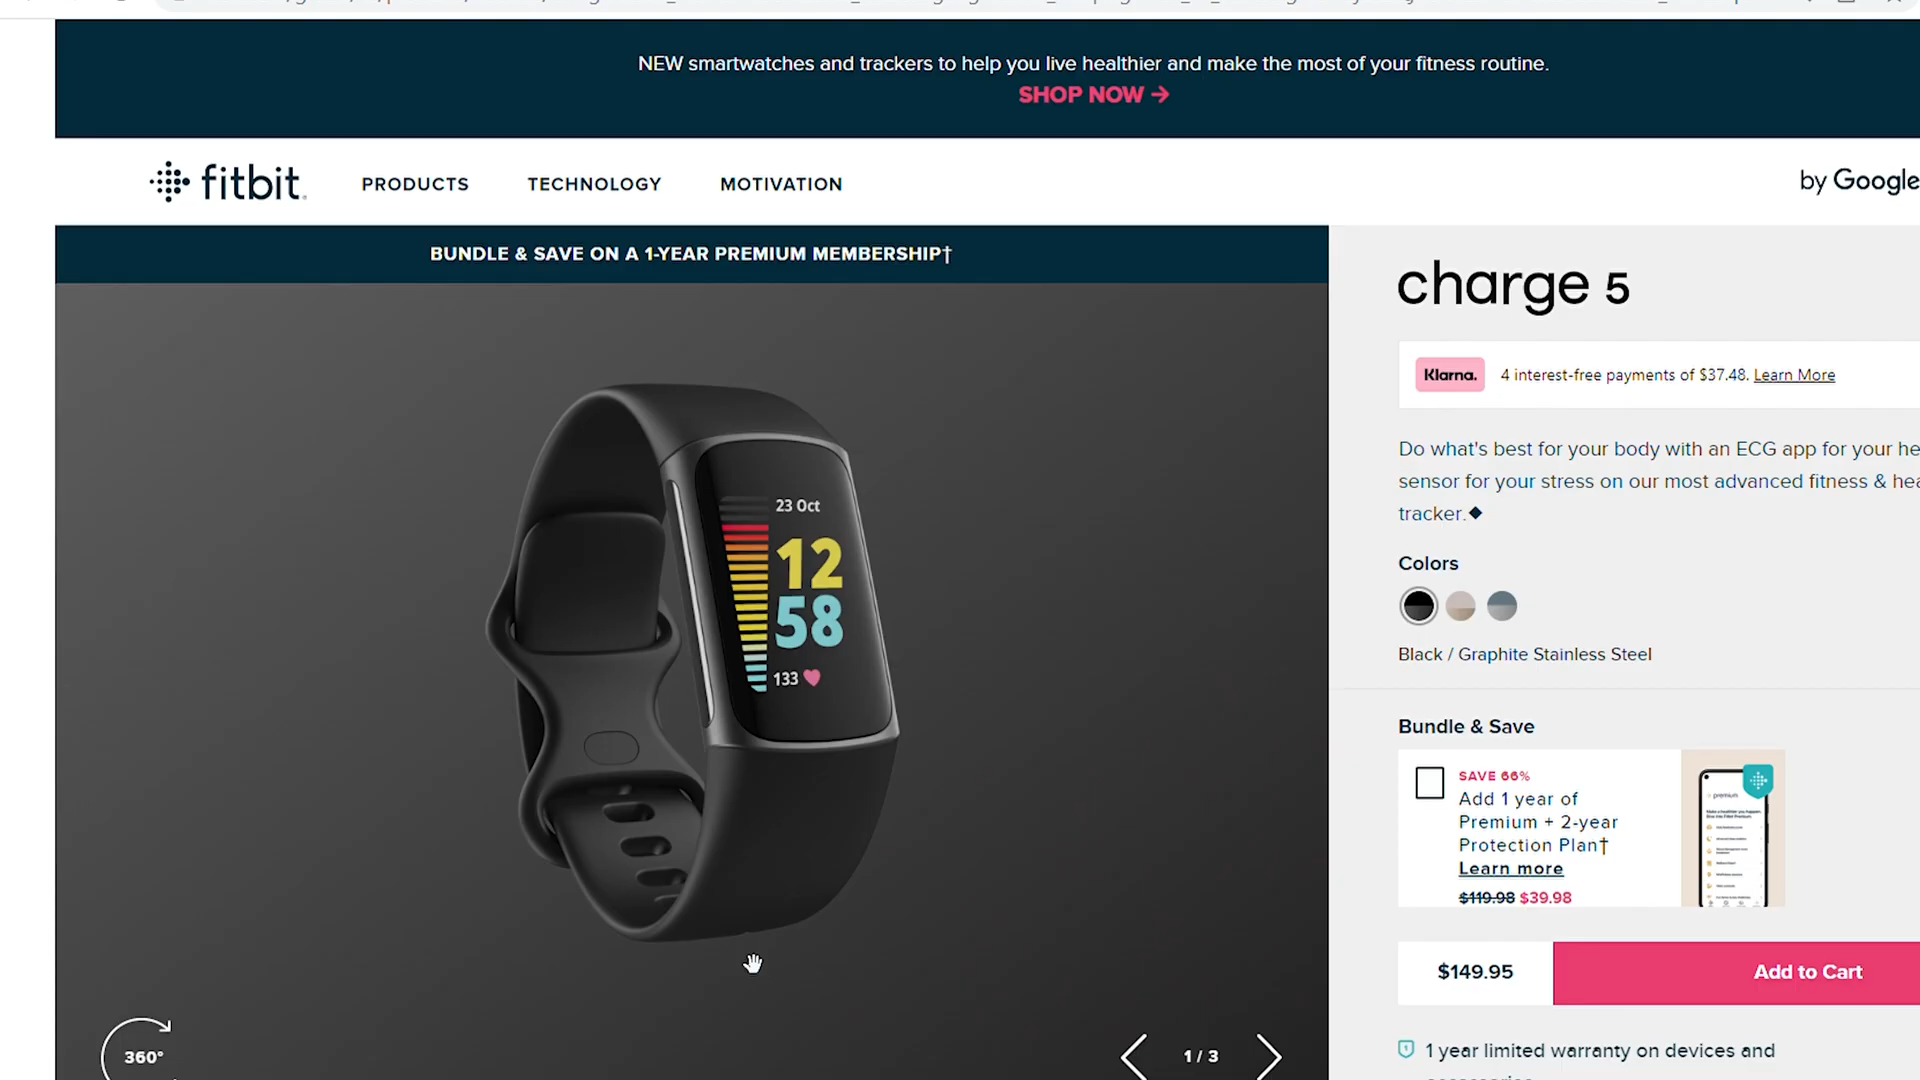 NEW smartwatches and trackers to help you live healthier and make the most of your fitness routine.
SHOP NOW →
fitbit
PRODUCTS
TECHNOLOGY
MOTIVATION
by Google
BUNDLE & SAVE ON A 1-YEAR PREMIUM MEMBERSHIP†
23 Oct
12
58
133
360°
1 / 3
charge 5
Klarna. 4 interest-free payments of $37.48. Learn More
Do what's best for your body with an ECG app for your
sensor for your stress on our most advanced fitness &
tracker.◆
Colors
Black / Graphite Stainless Steel
Bundle & Save
SAVE 66%
Add 1 year of
Premium + 2-year
Protection Plan†
Learn more
$119.98 $39.98
premium
$149.95
Add to Cart
1 year limited warranty on devices and